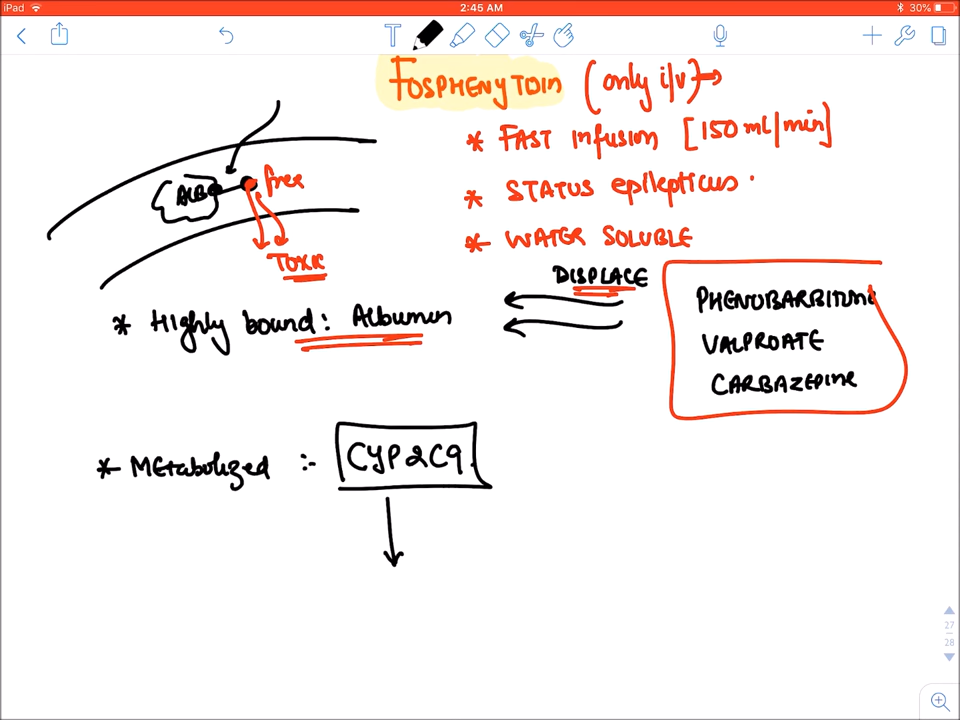 iPad 2:45 AM 30%
T
FOSPHENYTOIN (only i/v) →
* FAST infusion [150 mL/min]
ALB free
* STATUS epilepticus
* WATER SOLUBLE
TOXIC
DISPLACE
* Highly bound: Albumin
PHENOBARBITONE
VALPROATE
CARBAZEPINE
* Metabolized :- CYP2C9
27
28